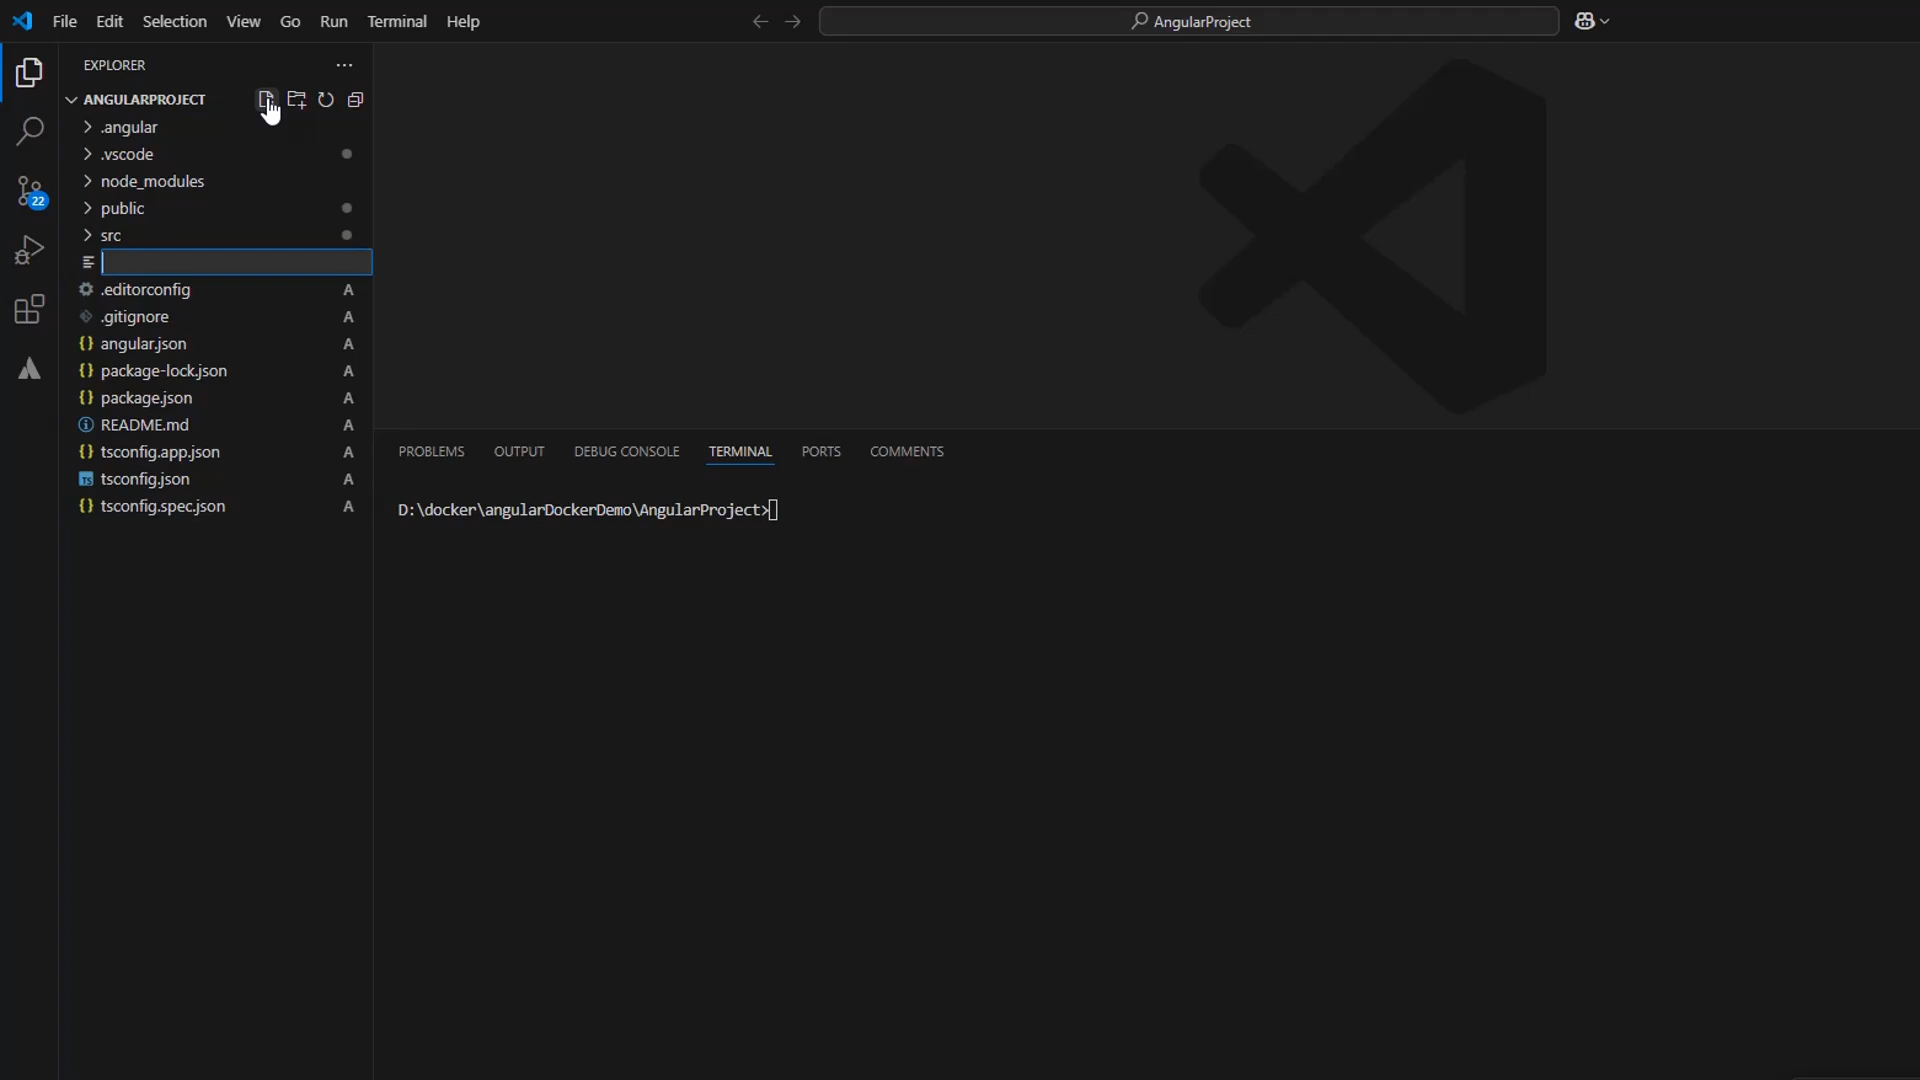 File Edit Selection View Go Run Terminal Help
AngularProject
EXPLORER
ANGULARPROJECT
.angular
.vscode
node_modules
22
public
src
.editorconfig A
.gitignore A
angular.json A
package-lock.json A
package.json A
README.md A
tsconfig.app.json A
TS tsconfig.json A
tsconfig.spec.json A
PROBLEMS OUTPUT DEBUG CONSOLE TERMINAL PORTS COMMENTS
D:\docker\angularDockerDemo\AngularProject>